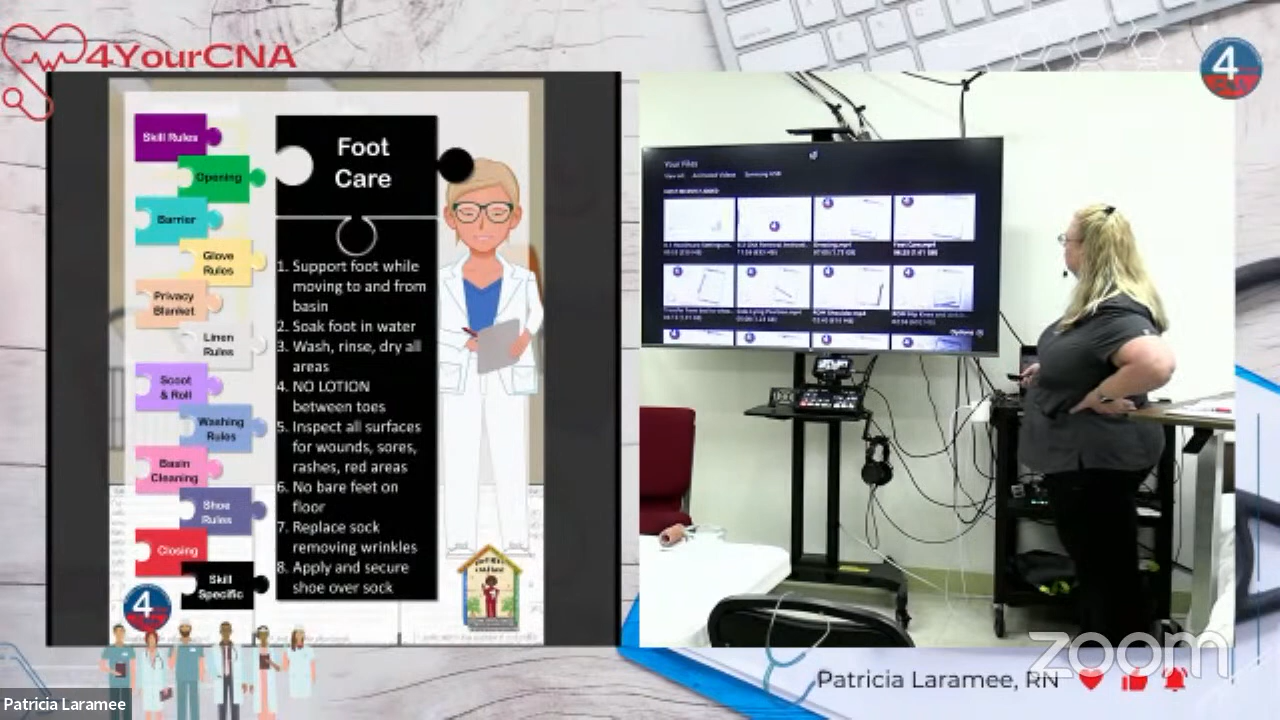 4YourCNA
4
Skill Rules
Opening
Barrier
Glove
Rules
Privacy
Blanket
Linen
Rules
Scoot
& Roll
Washing
Rules
Basin
Cleaning
Shoe
Rules
Closing
Skill
Specific
4
Foot
Care
1. Support foot while
moving to and from
basin
2. Soak foot in water
3. Wash, rinse, dry all
areas
4. NO LOTION
between toes
5. Inspect all surfaces
for wounds, sores,
rashes, red areas
6. No bare feet on
floor
7. Replace sock
removing wrinkles
8. Apply and secure
shoe over sock
Your Files
Options
zoom
Patricia Laramee, RN
Patricia Laramee